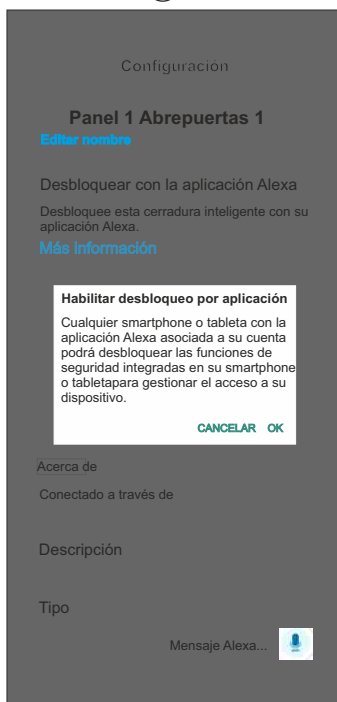 Configuración
Panel 1 Abrepuertas 1
Editar nombre
Desbloquear con la aplicación Alexa
Desbloquee esta cerradura inteligente con su
aplicación Alexa.
Más información
Habilitar desbloqueo por aplicación
Cualquier smartphone o tableta con la
aplicación Alexa asociada a su cuenta
podrá desbloquear las funciones de
seguridad integradas en su smartphone
o tabletapara gestionar el acceso a su
dispositivo.
CANCELAR OK
Acerca de
Conectado a través de
Descripción
Tipo
Mensaje Alexa...